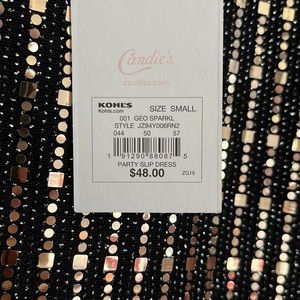 Candie's
candies.com
KOHL'S SIZE SMALL
Kohls.com
001 GEO SPARKL
STYLE JZ94Y006RN2
044 50 57
1 91290 88087 5
PARTY SLIP DRESS
$48.00 ZG15